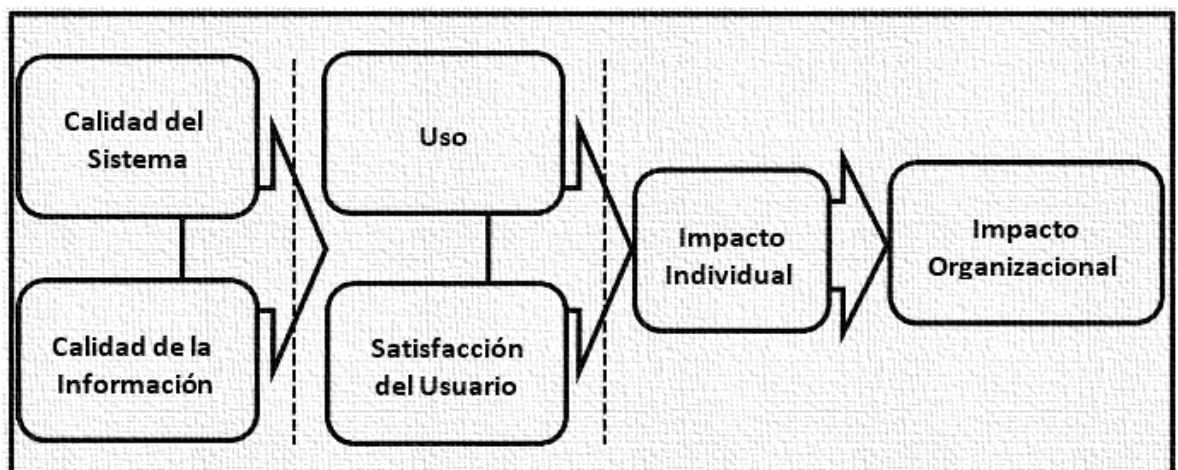 Calidad del
Sistema
Uso
Calidad de la
Información
Satisfacción
del Usuario
Impacto
Individual
Impacto
Organizacional